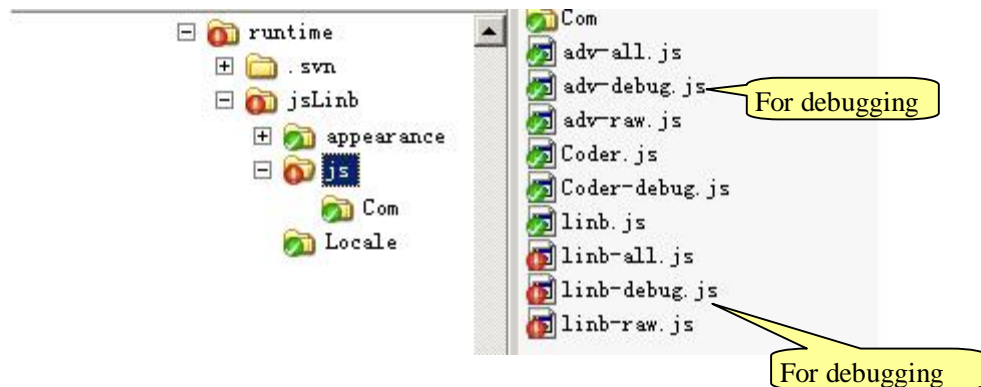 runtime
.svn
jsLinb
appearance
js
Com
Locale
Com
adv-all.js
adv-debug.js
For debugging
adv-raw.js
Coder.js
Coder-debug.js
linb.js
linb-all.js
linb-debug.js
linb-raw.js
For debugging